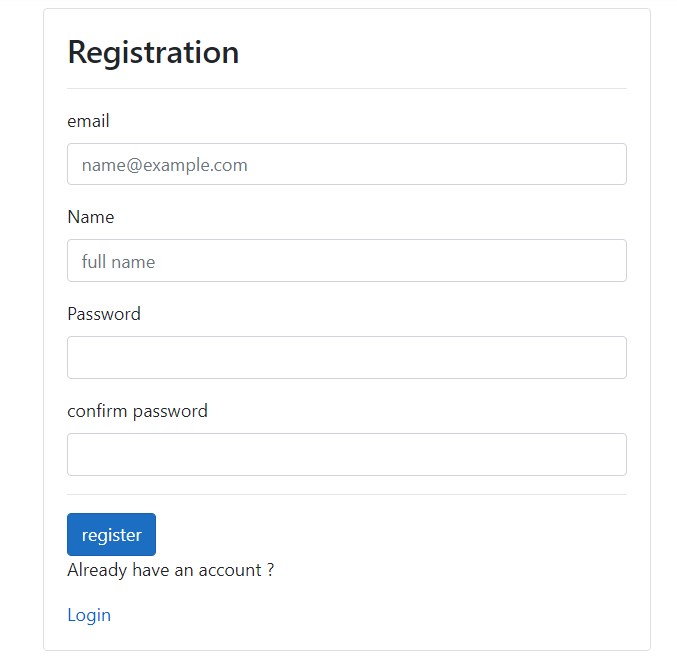 Registration
email
name@example.com
Name
full name
Password
confirm password
register
Already have an account ?
Login